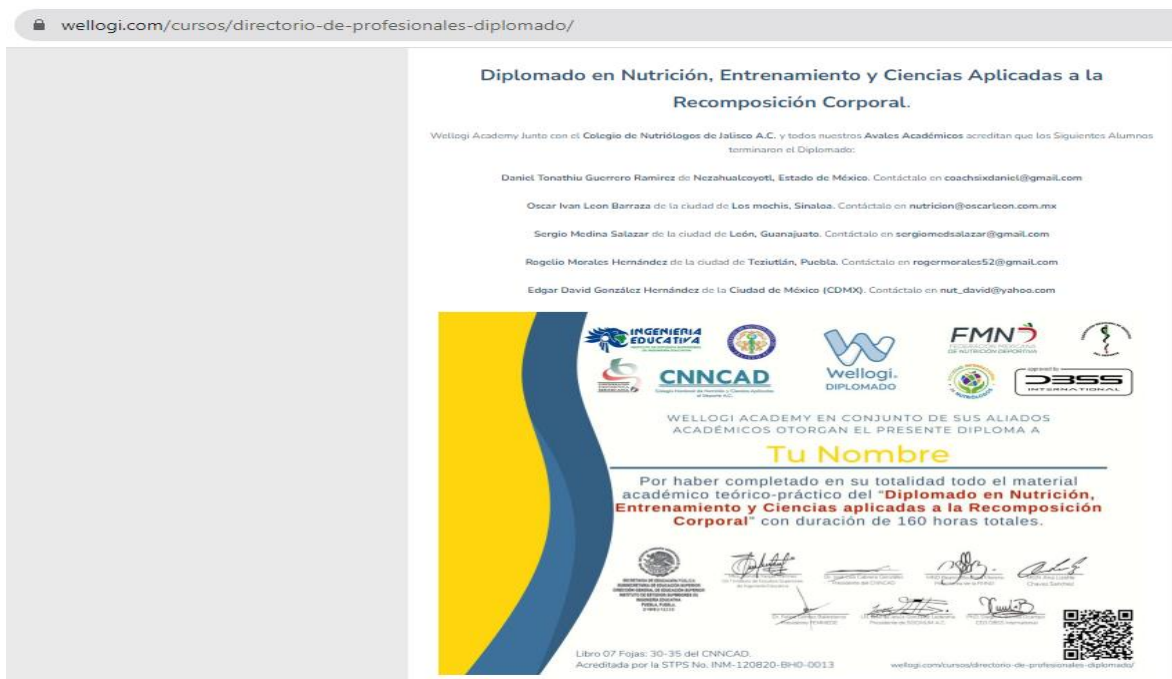 wellogi.com/cursos/directorio-de-profesionales-diplomado/
Diplomado en Nutrición, Entrenamiento y Ciencias Aplicadas a la
Recomposición Corporal.
Wellogi Academy Junto con el Colegio de Nutriólogos de Jalisco A.C. y todos nuestros Avales Académicos acreditan que los Siguientes Alumnos
terminaron el Diplomado:
Daniel Tonathiu Guerrero Ramirez de Nezahualcoyotl, Estado de México. Contáctalo en coachsixdaniel@gmail.com
Oscar Ivan Leon Barraza de la ciudad de Los mochis, Sinaloa. Contáctalo en nutricion@oscarleon.com.mx
Sergio Medina Salazar de la ciudad de León, Guanajuato. Contáctalo en sergiomedsalazar@gmail.com
Rogelio Morales Hernández de la ciudad de Teziutlán, Puebla. Contáctalo en rogermorales52@gmail.com
Edgar David González Hernández de la Ciudad de México (CDMX). Contáctalo en nut_david@yahoo.com
INGENIERIA
EDUCATIVA
FMN
FEDERACIÓN MEXICANA
DE NUTRICIÓN DEPORTIVA
CNNCAD
Wellogi.
DIPLOMADO
DBSS
INTERNATIONAL
WELLOGI ACADEMY EN CONJUNTO DE SUS ALIADOS
ACADÉMICOS OTORGAN EL PRESENTE DIPLOMA A
Tu Nombre
Por haber completado en su totalidad todo el material
académico teórico-práctico del "Diplomado en Nutrición,
Entrenamiento y Ciencias aplicadas a la Recomposición
Corporal" con duración de 160 horas totales.
Libro 07 Fojas: 30-35 del CNNCAD.
Acreditada por la STPS No. INM-120820-BH0-0013
wellogi.com/cursos/directorio-de-profesionales-diplomado/